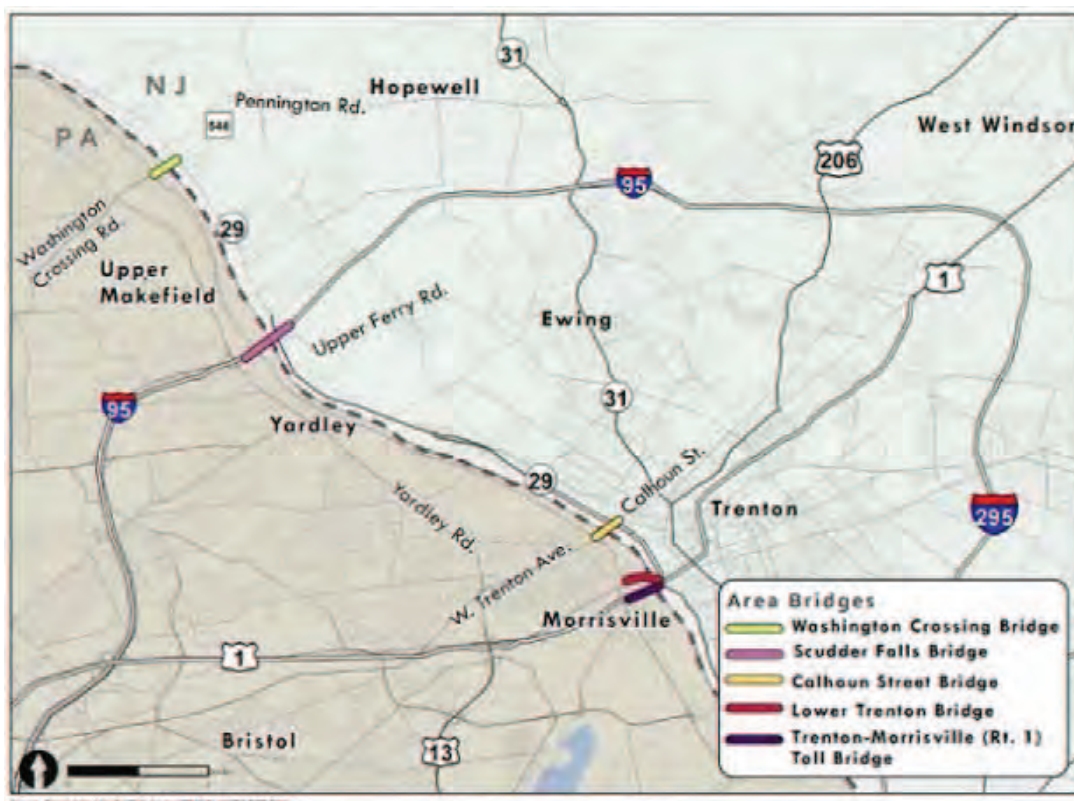 31
NJ
Hopewell
Pennington Rd.
546
PA
West Windsor
206
95
29
Washington
Crossing Rd.
Upper
Makefield
1
Upper Ferry Rd.
Ewing
31
95
Yardley
Calhoun St.
29
Yardley Rd.
Trenton
295
W. Trenton Ave.
Morrisville
1
Bristol
13
Area Bridges
Washington Crossing Bridge
Scudder Falls Bridge
Calhoun Street Bridge
Lower Trenton Bridge
Trenton-Morrisville (Rt. 1)
Toll Bridge